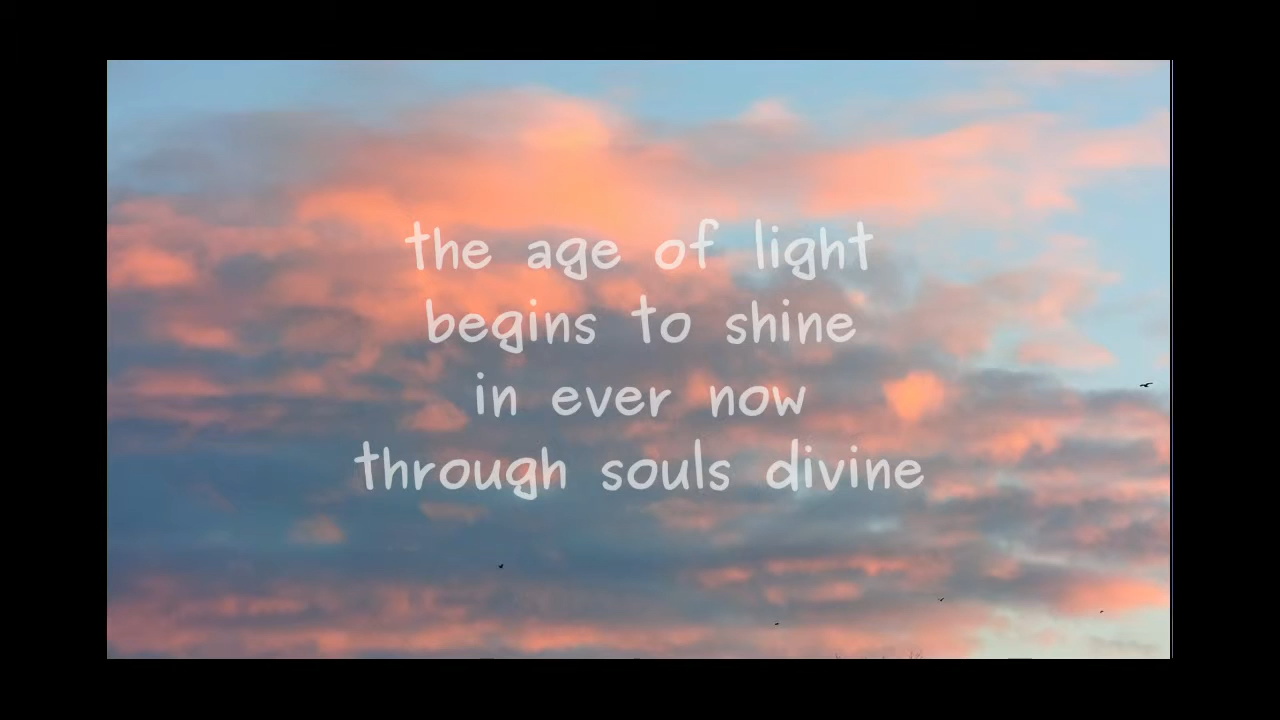 the age of light
begins to shine
in ever now
through souls divine